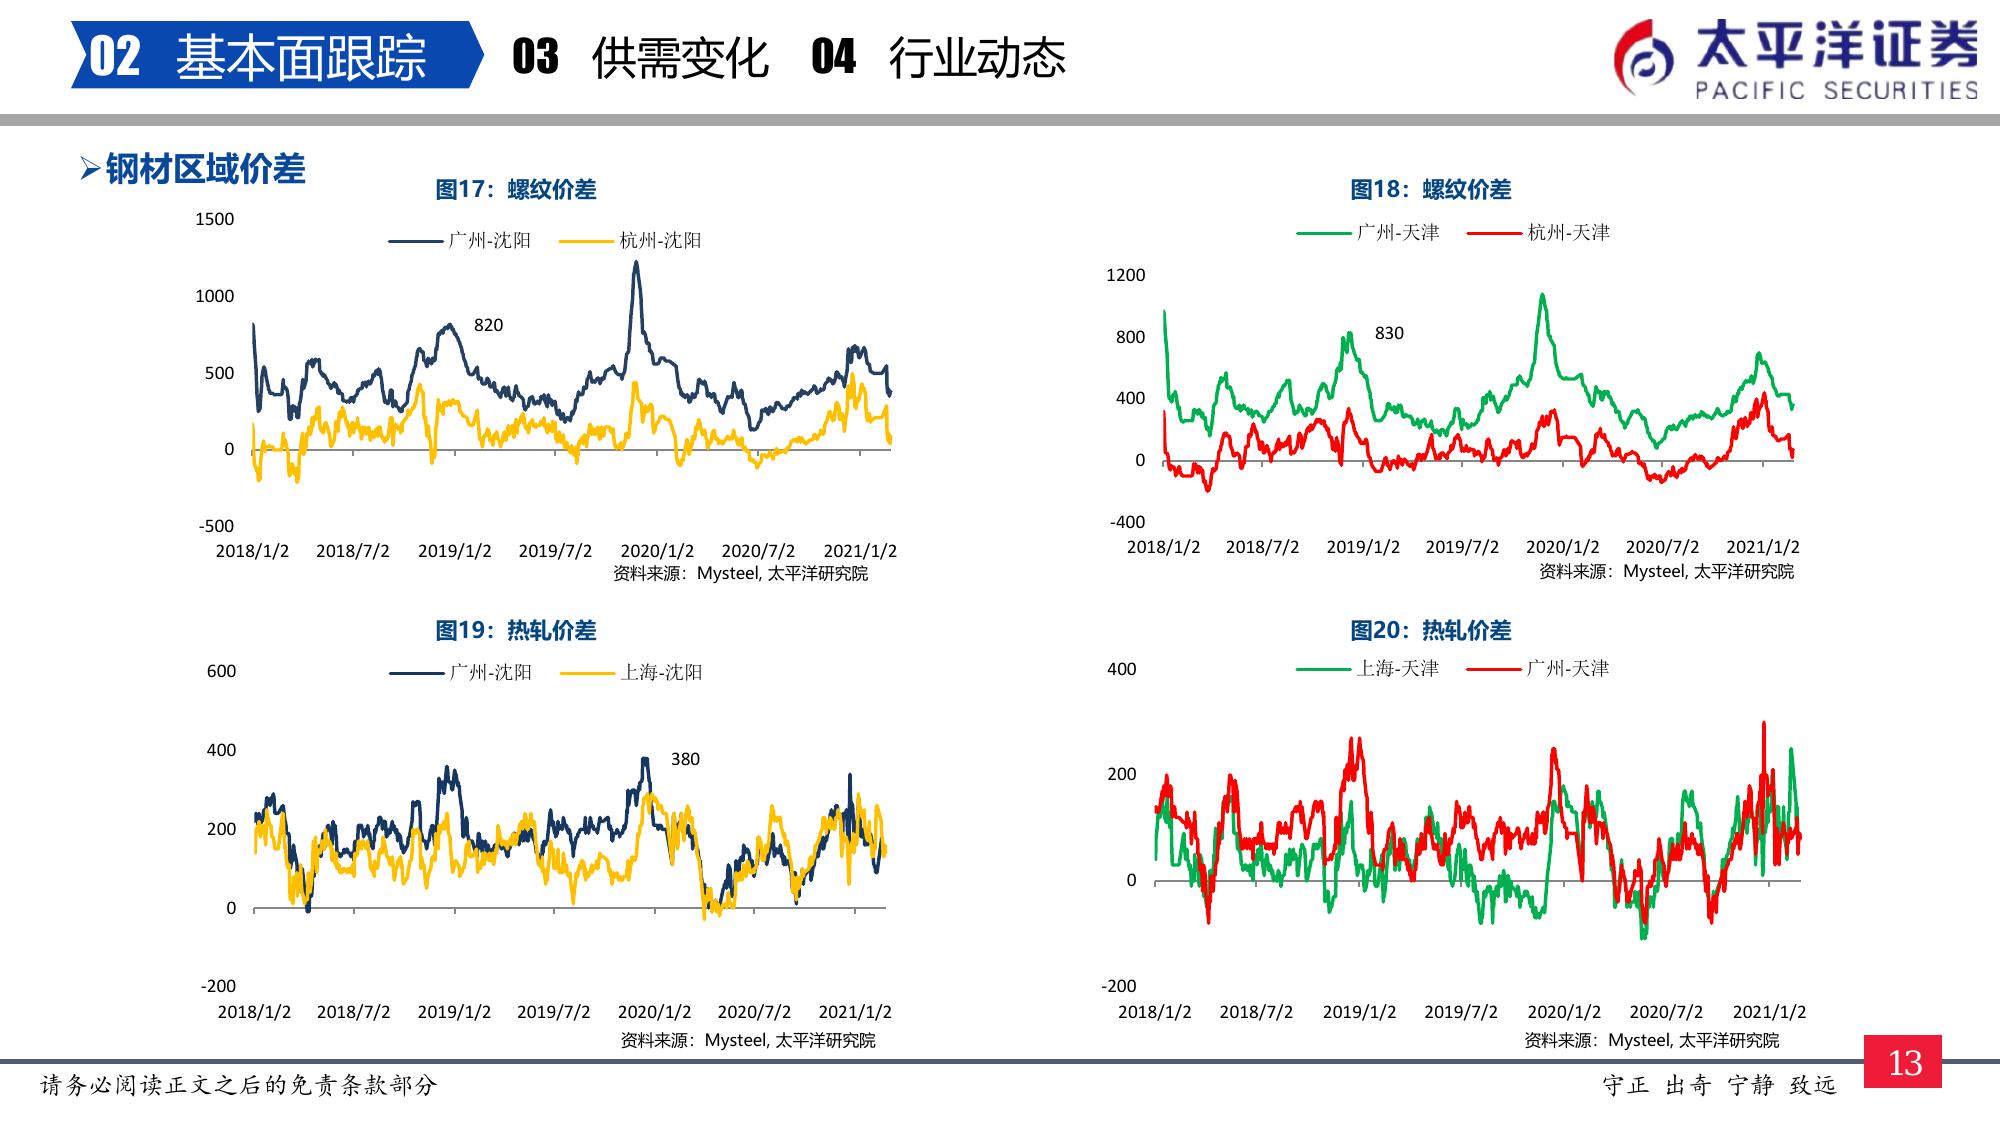 02 基本面跟踪 03 供需变化 04 行业动态
太平洋证券
PACIFIC SECURITIES
➢钢材区域价差
图17：螺纹价差
1500
广州-沈阳 杭州-沈阳
1000
820
500
0
-500
2018/1/2 2018/7/2 2019/1/2 2019/7/2 2020/1/2 2020/7/2 2021/1/2
资料来源：Mysteel, 太平洋研究院
图18：螺纹价差
广州-天津 杭州-天津
1200
830
800
400
0
-400
2018/1/2 2018/7/2 2019/1/2 2019/7/2 2020/1/2 2020/7/2 2021/1/2
资料来源：Mysteel, 太平洋研究院
图19：热轧价差
600
广州-沈阳 上海-沈阳
400
380
200
0
-200
2018/1/2 2018/7/2 2019/1/2 2019/7/2 2020/1/2 2020/7/2 2021/1/2
资料来源：Mysteel, 太平洋研究院
图20：热轧价差
400
上海-天津 广州-天津
200
0
-200
2018/1/2 2018/7/2 2019/1/2 2019/7/2 2020/1/2 2020/7/2 2021/1/2
资料来源：Mysteel, 太平洋研究院
13
请务必阅读正文之后的免责条款部分
守正 出奇 宁静 致远